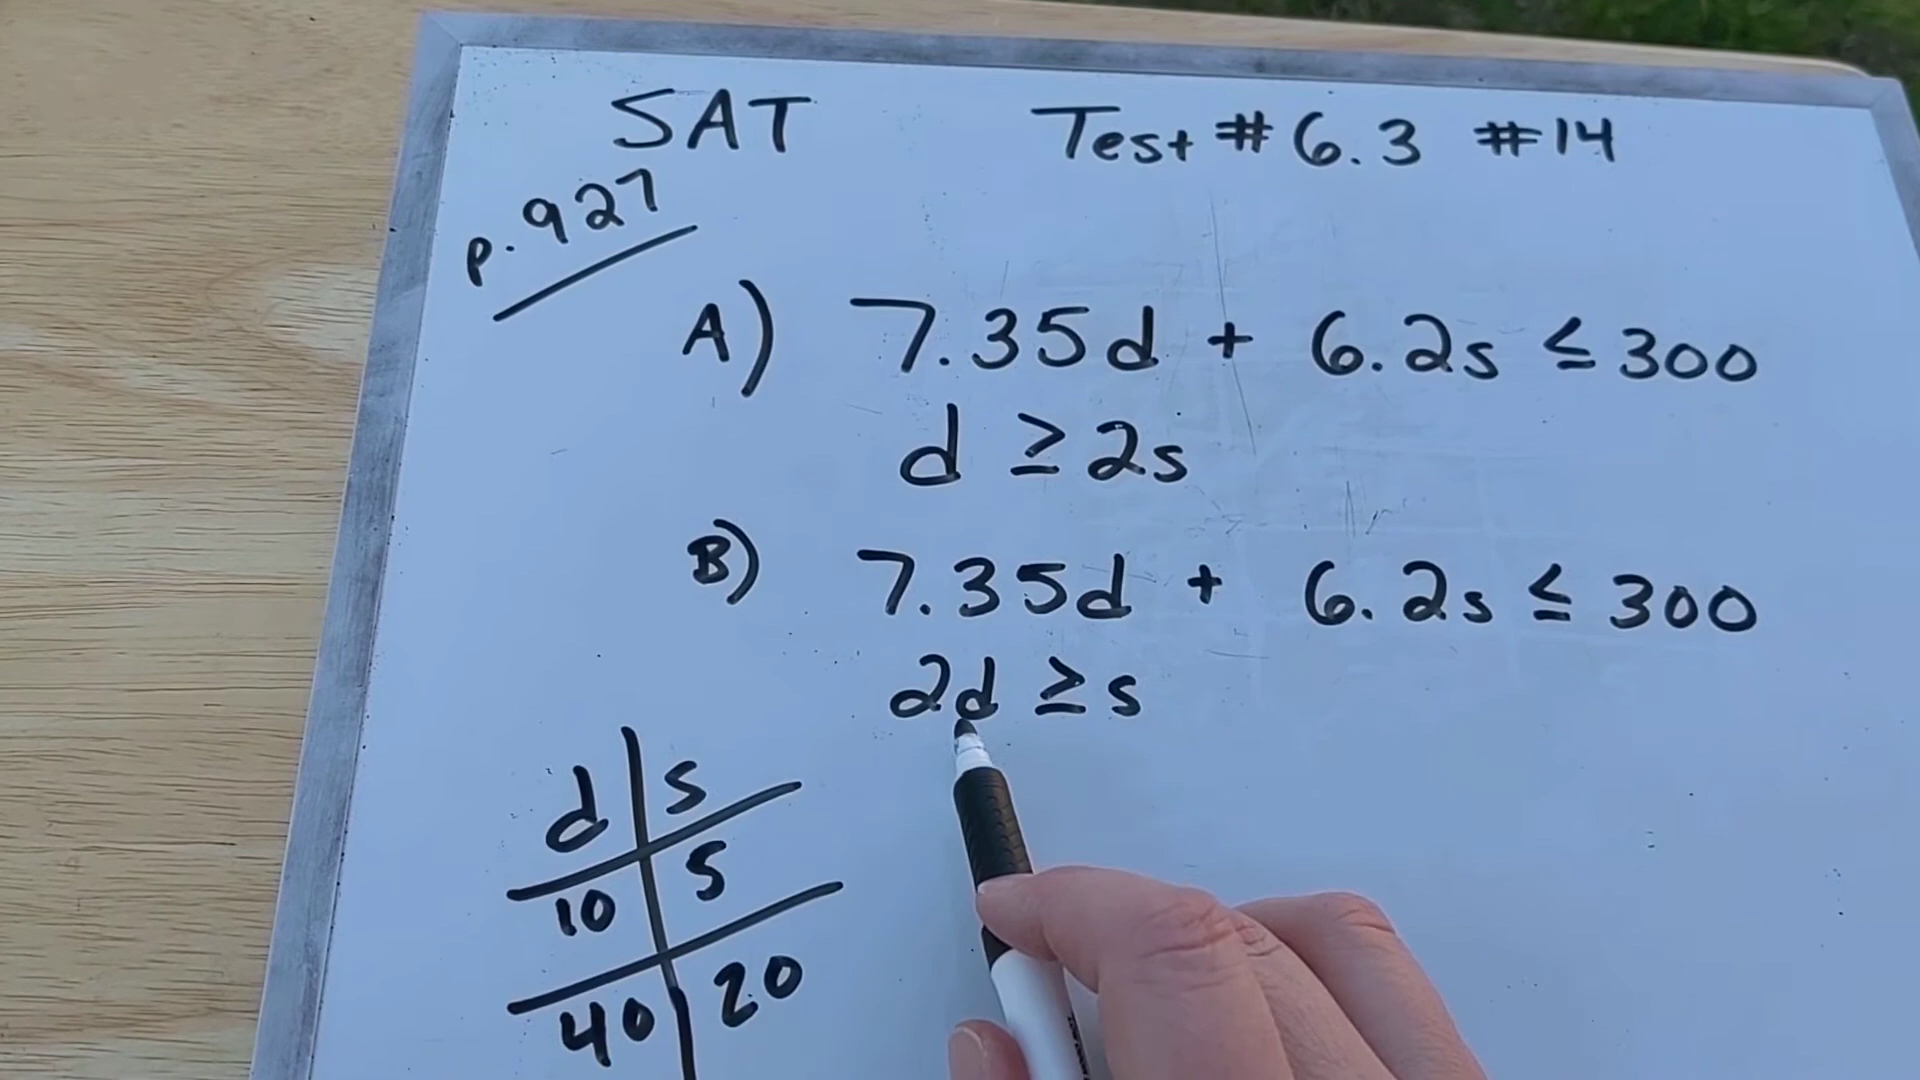 SAT Test # 6.3 #14
p. 927
A) 7.35d + 6.2s ≤ 300
d ≥ 2s
B) 7.35d + 6.2s ≤ 300
2d ≥ s
d s
10 5
40 20